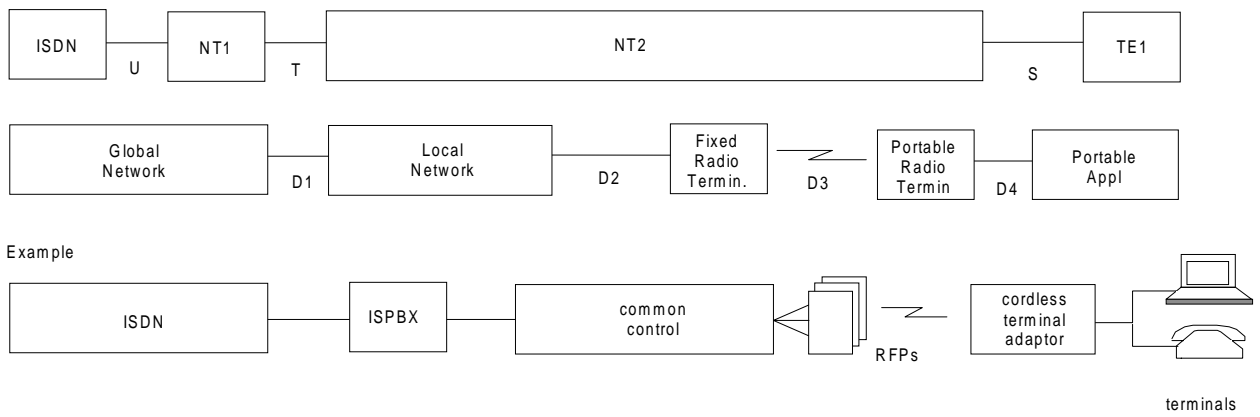 ISDN
U
NT1
T
NT2
S
TE1
Global
Network
D1
Local
Network
D2
Fixed
Radio
Termin.
D3
Portable
Radio
Termin
D4
Portable
Appl
Example
ISDN
ISPBX
common
control
RFPs
cordless
terminal
adaptor
terminals